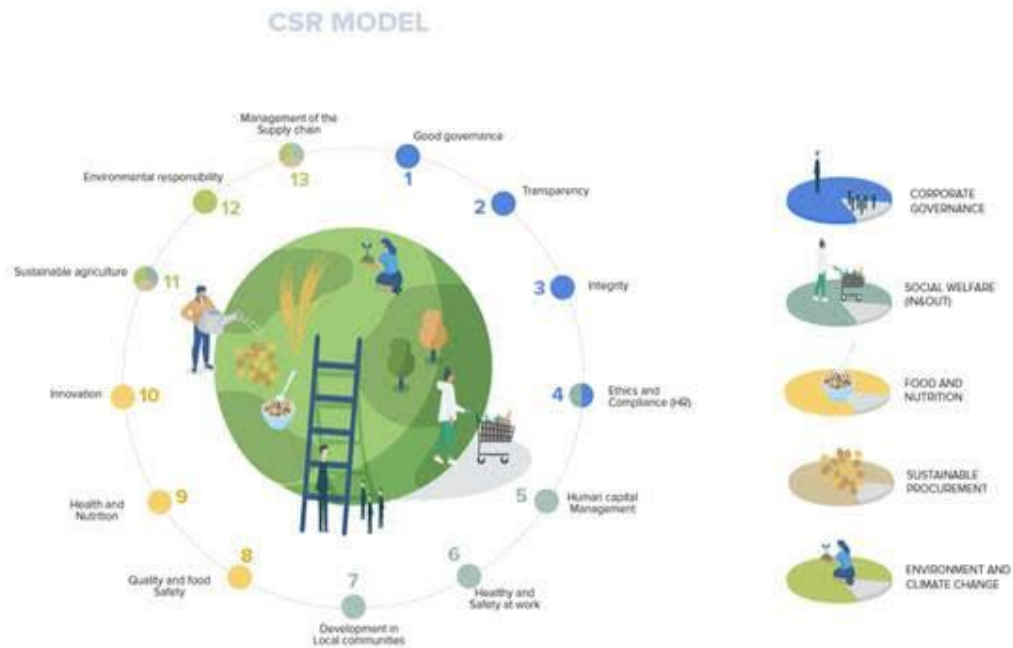 CSR MODEL
Management of the
Supply chain
13
Good governance
1
Transparency
2
Integrity
3
Ethics and
Compliance (HR)
4
Human capital
Management
5
Healthy and
Safety at work
6
Development in
Local communities
7
Quality and food
Safety
8
Health and
Nutrition
9
Innovation
10
Sustainable agriculture
11
Environmental responsibility
12
CORPORATE
GOVERNANCE
SOCIAL WELFARE
(IN&OUT)
FOOD AND
NUTRITION
SUSTAINABLE
PROCUREMENT
ENVIRONMENT AND
CLIMATE CHANGE